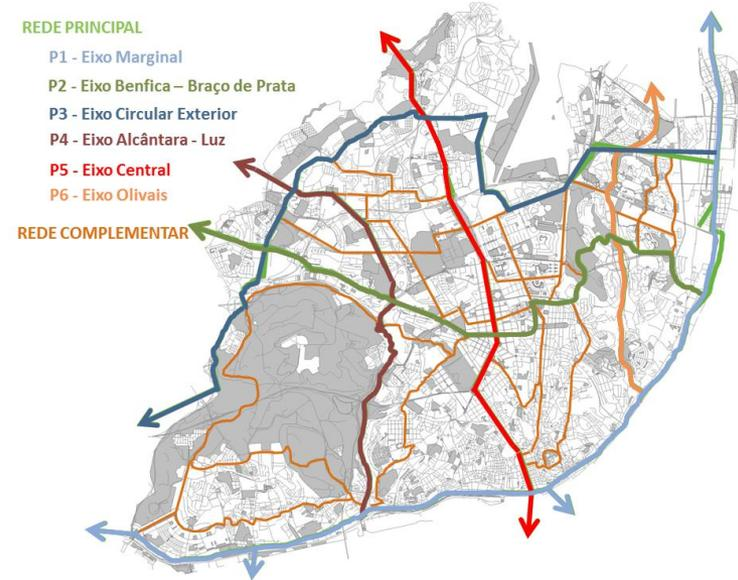 REDE PRINCIPAL
P1 - Eixo Marginal
P2 - Eixo Benfica – Braço de Prata
P3 - Eixo Circular Exterior
P4 - Eixo Alcântara - Luz
P5 - Eixo Central
P6 - Eixo Olivais
REDE COMPLEMENTAR